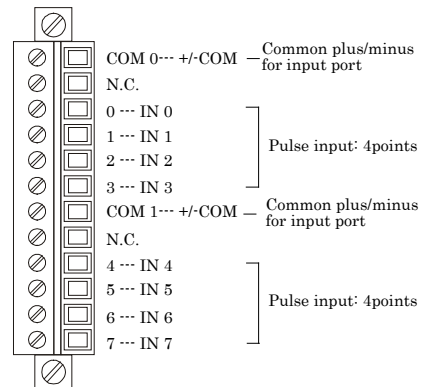 COM 0--- +/-COM — Common plus/minus
for input port
N.C.
0 --- IN 0
1 --- IN 1
2 --- IN 2
3 --- IN 3
Pulse input: 4points
COM 1--- +/-COM — Common plus/minus
for input port
N.C.
4 --- IN 4
5 --- IN 5
6 --- IN 6
7 --- IN 7
Pulse input: 4points